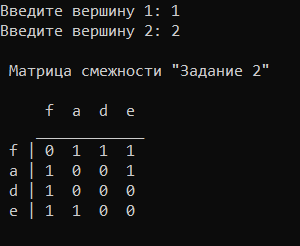 Введите вершину 1: 1
Введите вершину 2: 2
Матрица смежности "Задание 2"
f a d e
____________
f | 0 1 1 1
a | 1 0 0 1
d | 1 0 0 0
e | 1 1 0 0